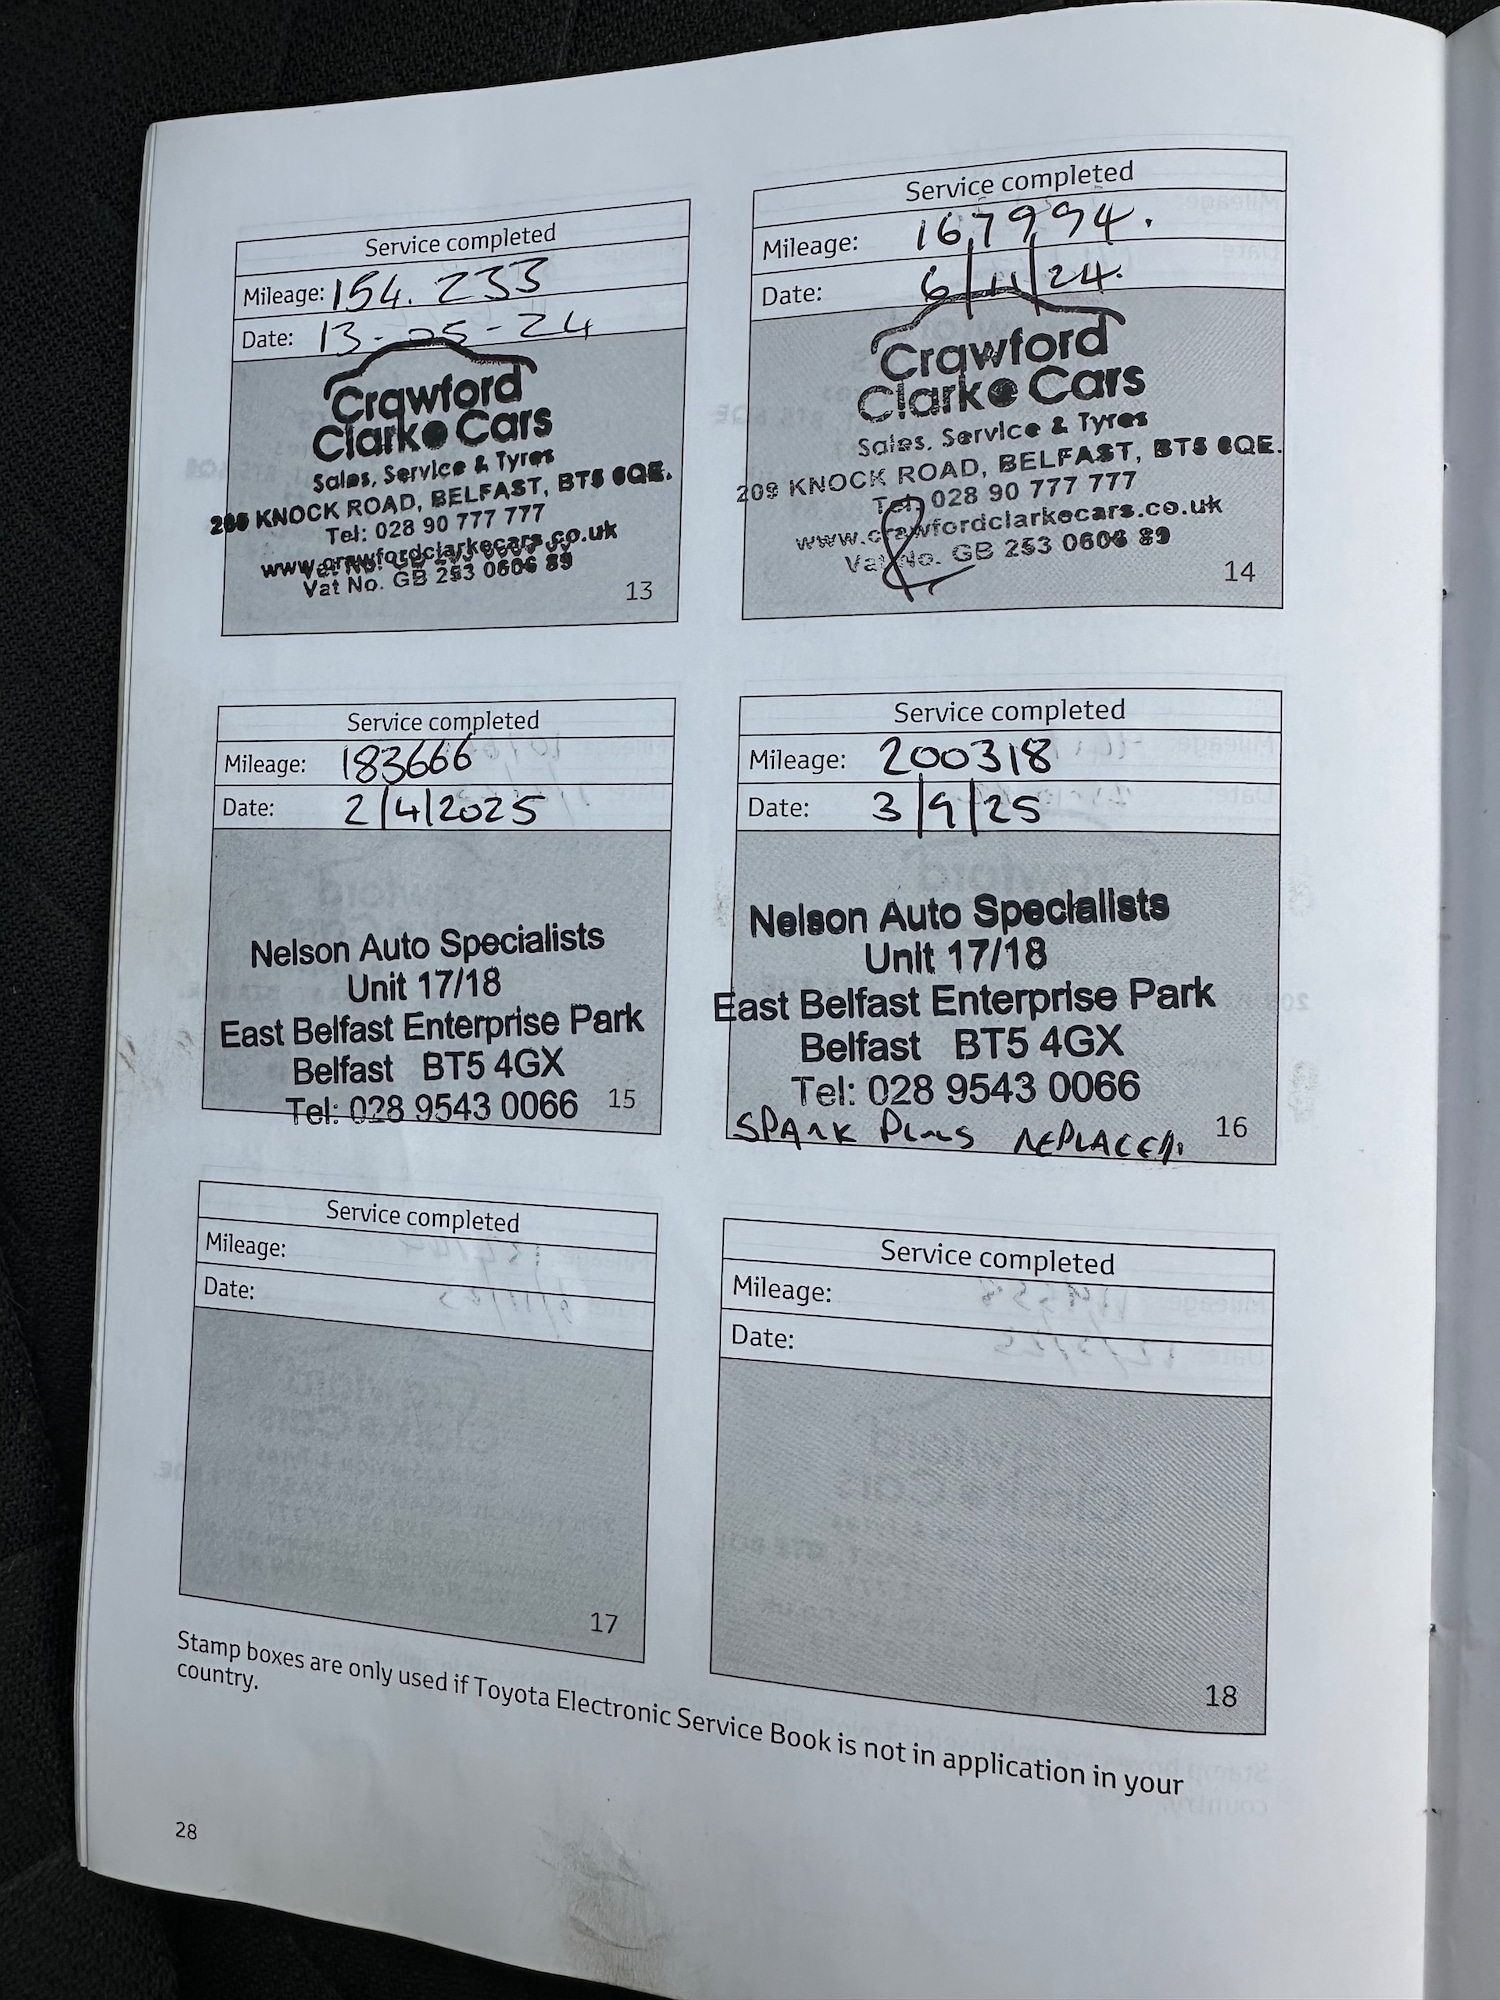 Service completed
Mileage: 154.233
Date: 13-05-24
Crawford
Clarke Cars
Sales, Service & Tyres
KNOCK ROAD, BELFAST, BT5 6QE.
Tel: 028 90 777 777
www.crawfordclarkecars.co.uk
Vat No. GB 253 0606 89
13
Service completed
Mileage: 167,994.
Date: 6/11/24.
Crawford
Clarke Cars
Sales, Service & Tyres
209 KNOCK ROAD, BELFAST, BT5 6QE.
Tel: 028 90 777 777
www.crawfordclarkecars.co.uk
Vat No. GB 253 0606 89
14
Service completed
Mileage: 183666
Date: 2/4/2025
Nelson Auto Specialists
Unit 17/18
East Belfast Enterprise Park
Belfast BT5 4GX
Tel: 028 9543 0066
15
Service completed
Mileage: 200318
Date: 3/9/25
Nelson Auto Specialists
Unit 17/18
East Belfast Enterprise Park
Belfast BT5 4GX
Tel: 028 9543 0066
SPARK PLUGS REPLACED.
16
Service completed
Mileage:
Date:
17
Service completed
Mileage:
Date:
18
Stamp boxes are only used if Toyota Electronic Service Book is not in application in your
country.
28